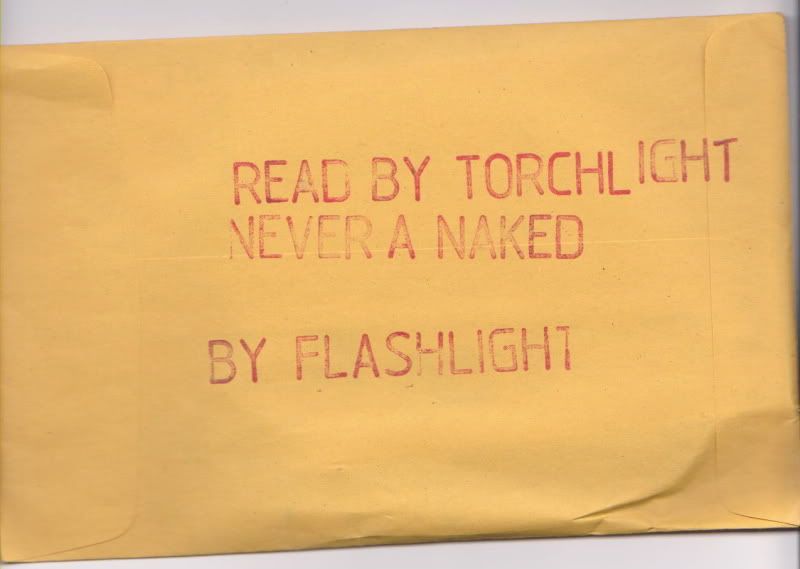 READ BY TORCHLIGHT
NEVER A NAKED
BY FLASHLIGHT